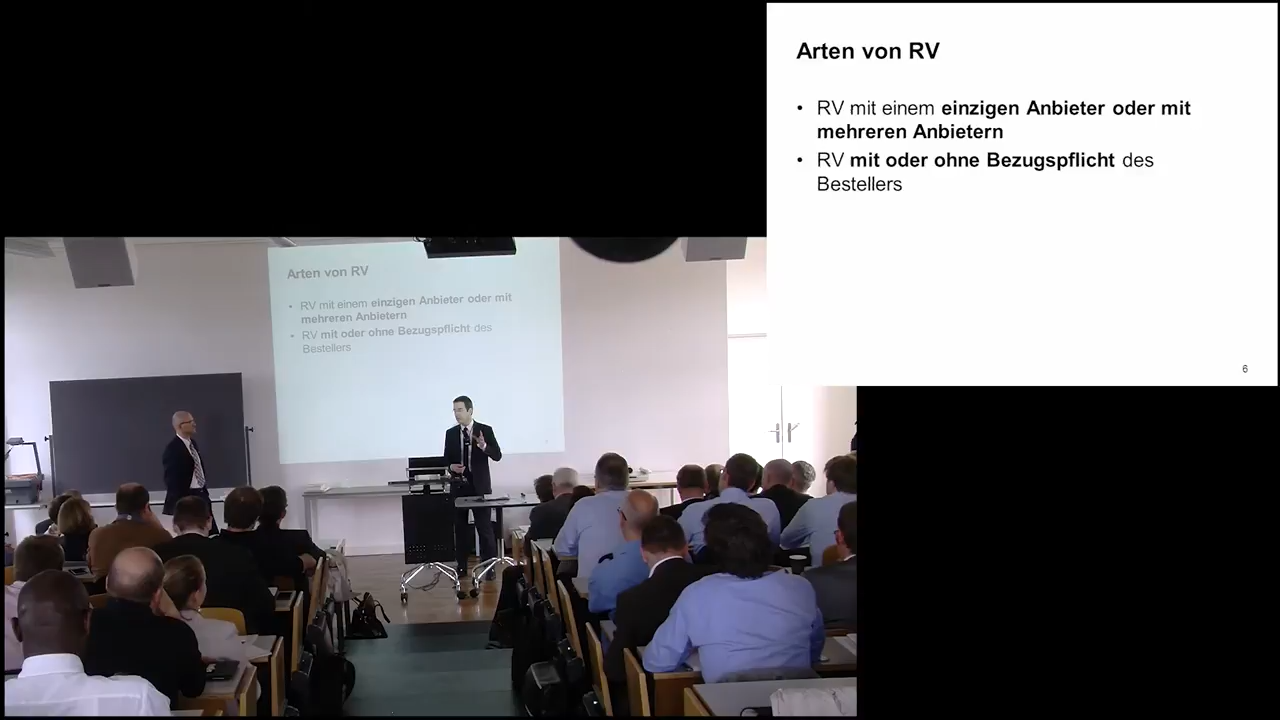 Arten von RV
• RV mit einem einzigen Anbieter oder mit
mehreren Anbietern
• RV mit oder ohne Bezugspflicht des
Bestellers
6
Arten von RV
• RV mit einem einzigen Anbieter oder mit
mehreren Anbietern
• RV mit oder ohne Bezugspflicht des
Bestellers